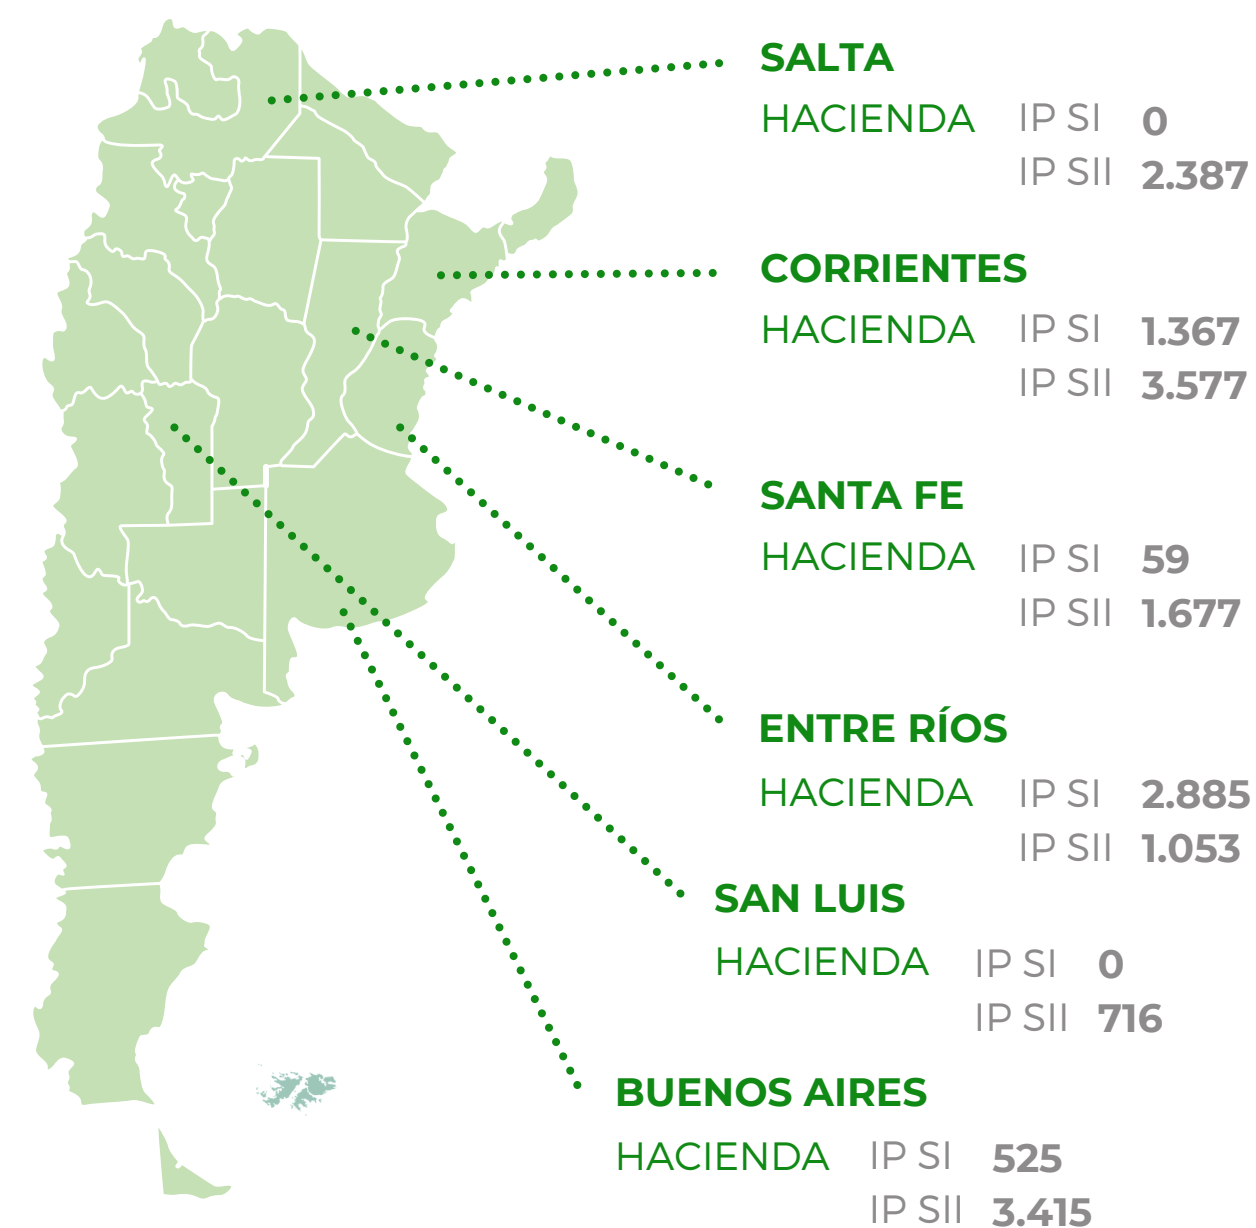 SALTA
HACIENDA IP SI 0
IP SII 2.387
CORRIENTES
HACIENDA IP SI 1.367
IP SII 3.577
SANTA FE
HACIENDA IP SI 59
IP SII 1.677
ENTRE RÍOS
HACIENDA IP SI 2.885
IP SII 1.053
SAN LUIS
HACIENDA IP SI 0
IP SII 716
BUENOS AIRES
HACIENDA IP SI 525
IP SII 3.415